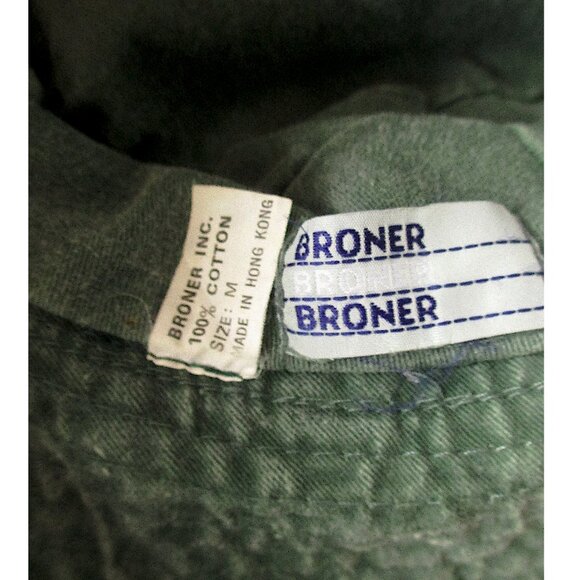 BRONER INC.
100% COTTON
SIZE: M
MADE IN HONG KONG
BRONER
BRONER
BRONER